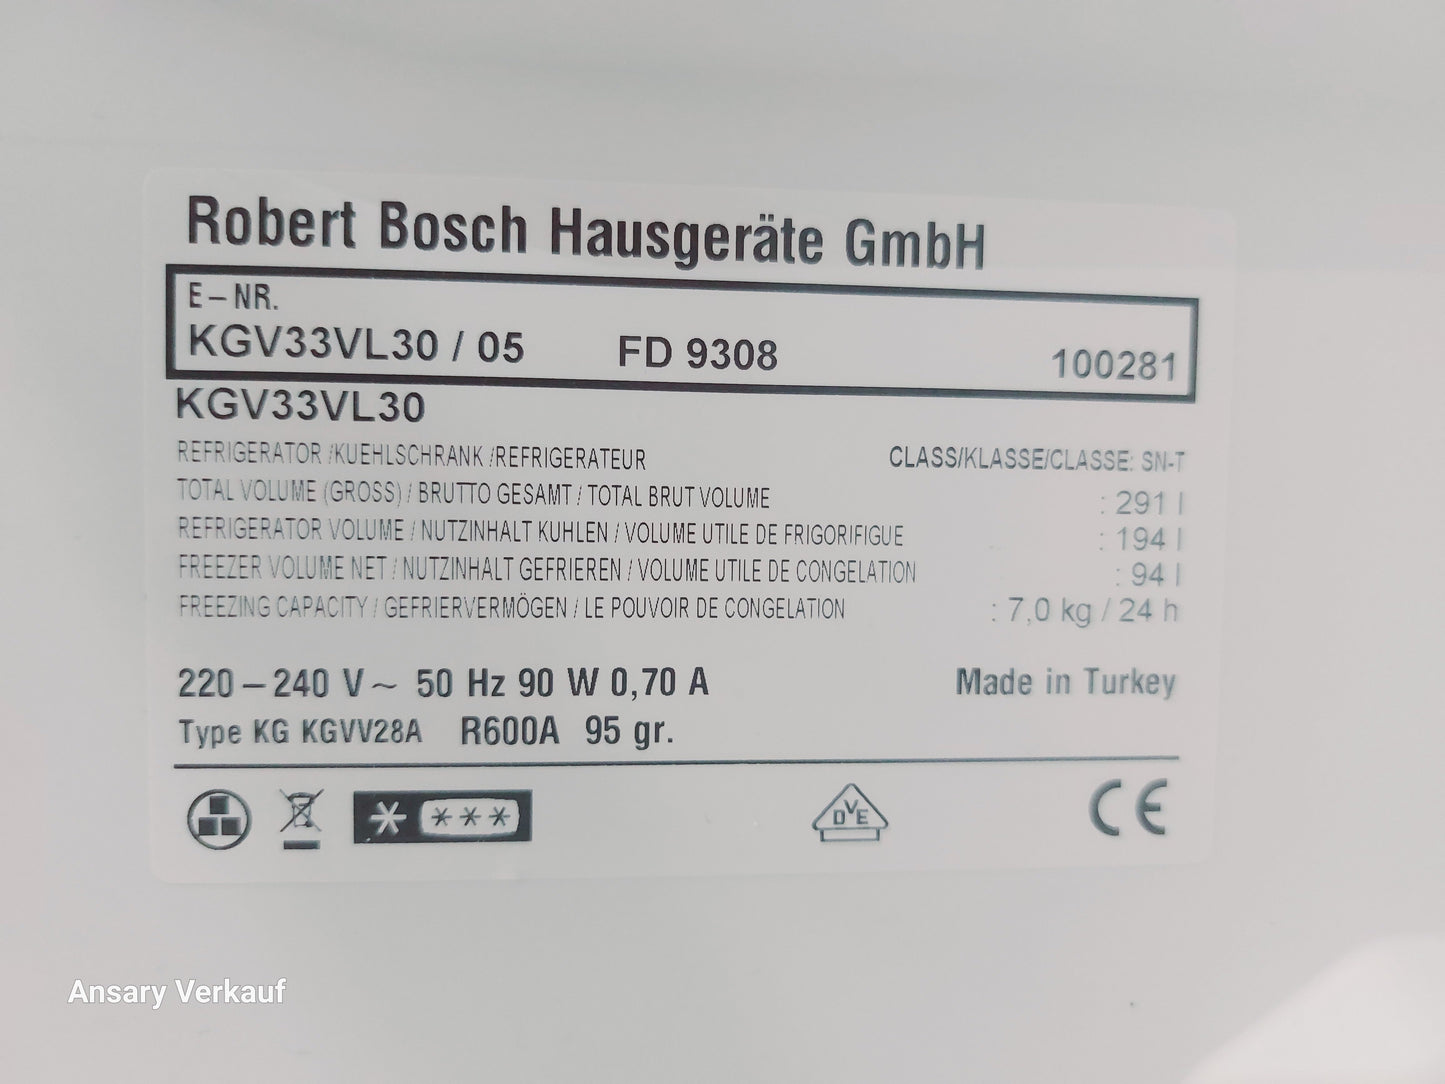 Robert Bosch Hausgeräte GmbH
E-NR.
KGV33VL30 / 05 FD 9308 100281
KGV33VL30
REFRIGERATOR /KUEHLSCHRANK /REFRIGERATEUR CLASS/KLASSE/CLASSE: SN-T
TOTAL VOLUME (GROSS) / BRUTTO GESAMT / TOTAL BRUT VOLUME : 291 l
REFRIGERATOR VOLUME / NUTZINHALT KUHLEN / VOLUME UTILE DE FRIGORIFIGUE : 194 l
FREEZER VOLUME NET / NUTZINHALT GEFRIEREN / VOLUME UTILE DE CONGELATION : 94 l
FREEZING CAPACITY / GEFRIERVERMÖGEN / LE POUVOIR DE CONGELATION : 7,0 kg / 24 h
220-240 V ~ 50 Hz 90 W 0,70 A Made in Turkey
Type KG KGVV28A R600A 95 gr.
DVE CE
Ansary Verkauf